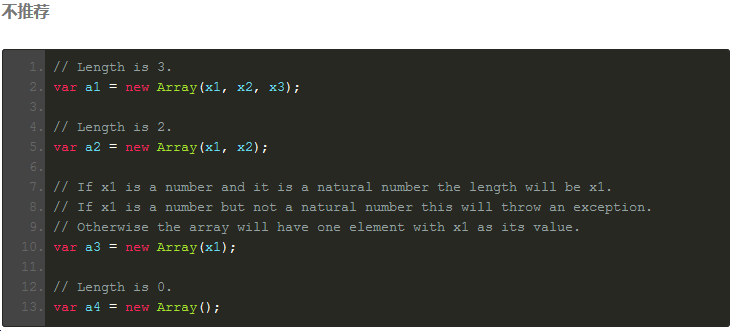 不推荐
1. // Length is 3.
2. var a1 = new Array(x1, x2, x3);
3.
4. // Length is 2.
5. var a2 = new Array(x1, x2);
6.
7. // If x1 is a number and it is a natural number the length will be x1.
8. // If x1 is a number but not a natural number this will throw an exception.
9. // Otherwise the array will have one element with x1 as its value.
10. var a3 = new Array(x1);
11.
12. // Length is 0.
13. var a4 = new Array();